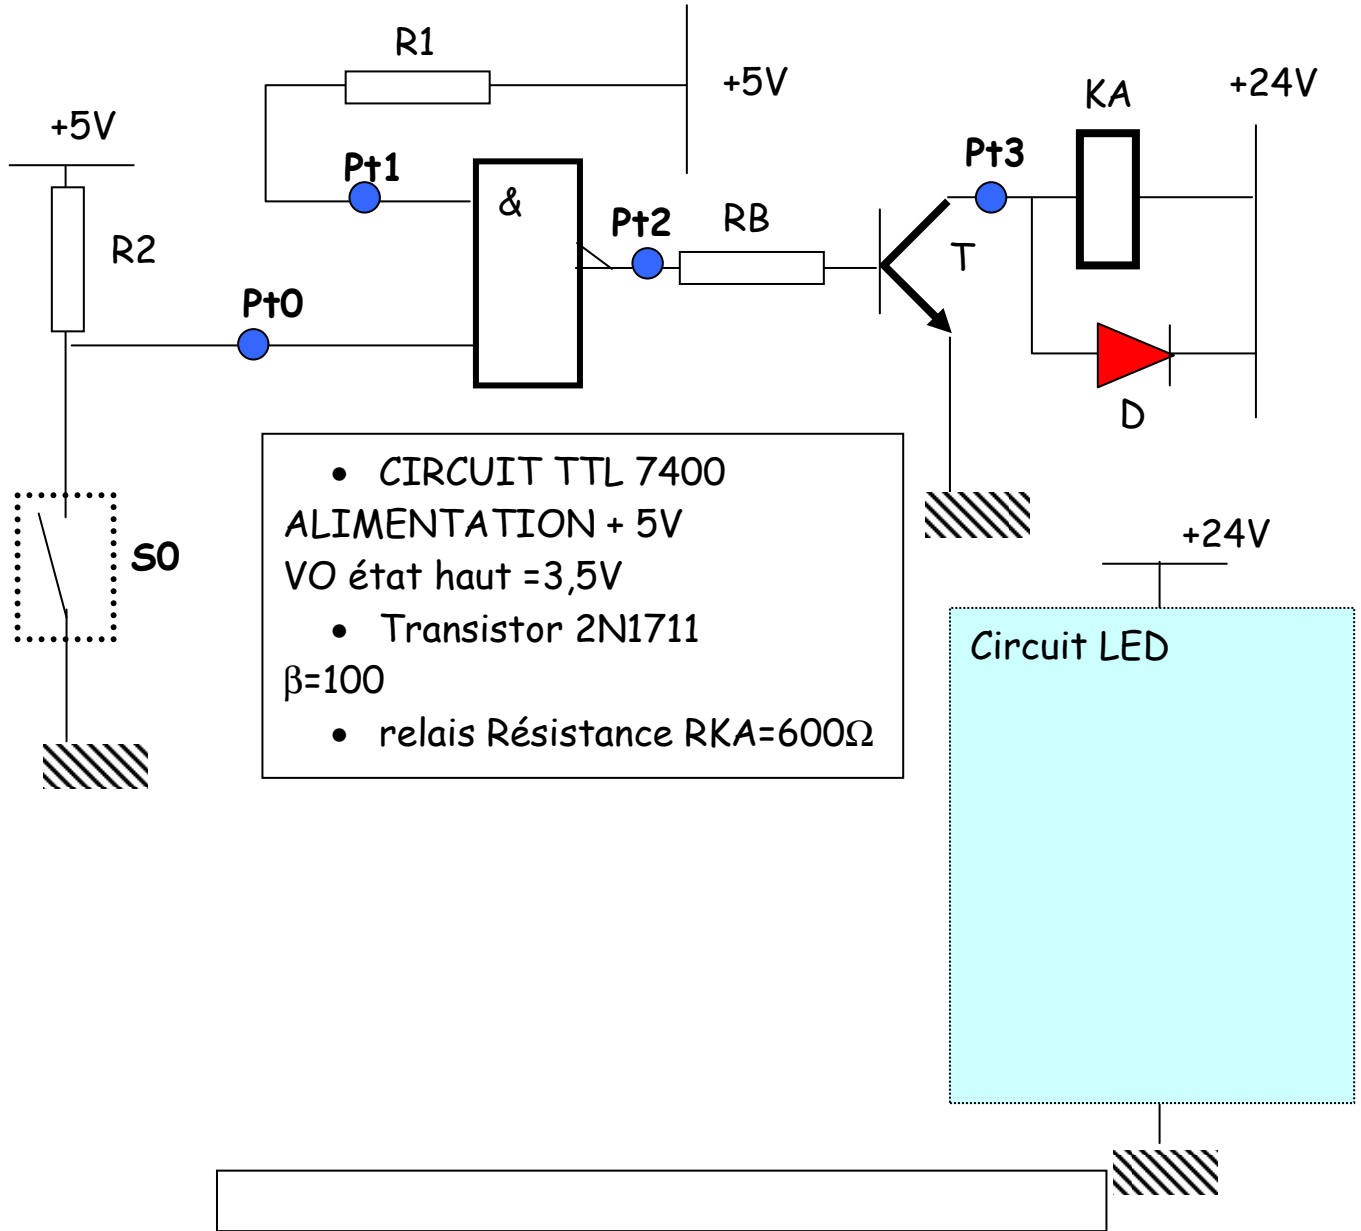 R1
+5V
KA
+24V
+5V
Pt1
Pt3
&
R2
Pt2
RB
T
Pt0
D
• CIRCUIT TTL 7400
ALIMENTATION + 5V
VO état haut =3,5V
• Transistor 2N1711
β=100
• relais Résistance RKA=600Ω
S0
+24V
Circuit LED